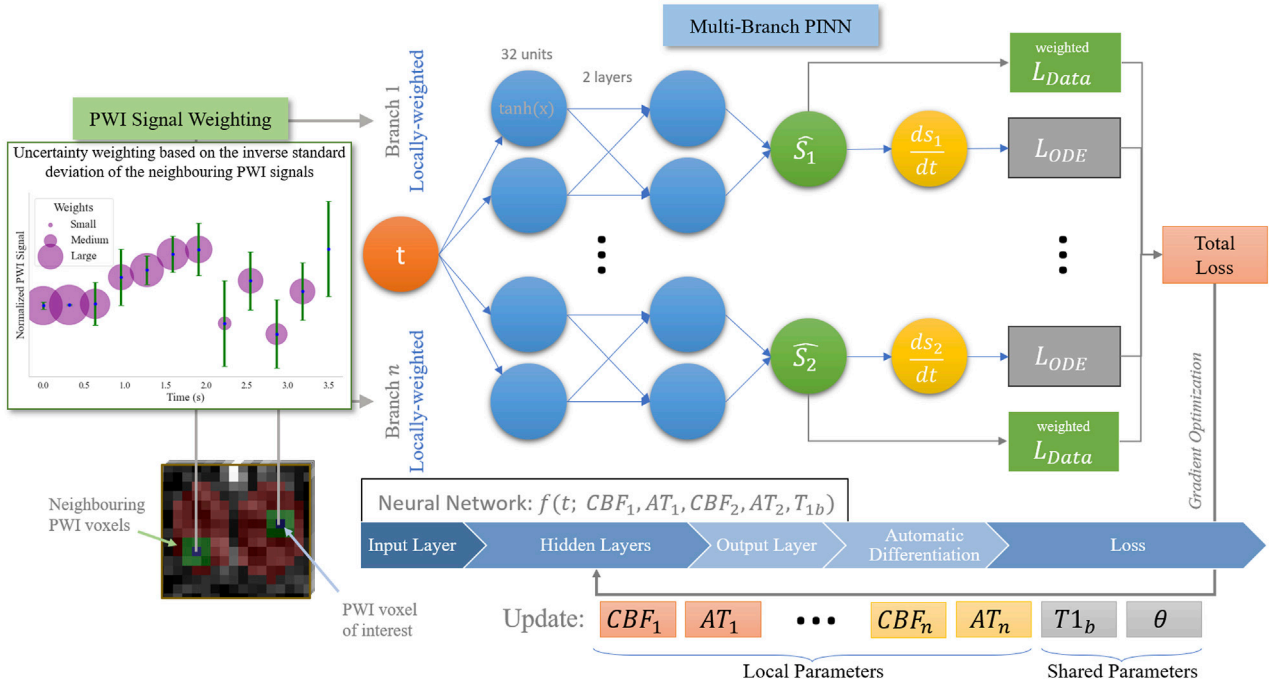 Multi-Branch PINN
PWI Signal Weighting
Uncertainty weighting based on the inverse standard
deviation of the neighbouring PWI signals
Weights
Small
Medium
Large
Normalized PWI Signal
0.0 0.5 1.0 1.5 2.0 2.5 3.0 3.5
Time (s)
Neighbouring
PWI voxels
PWI voxel
of interest
Branch 1
Locally-weighted
Branch n
Locally-weighted
t
32 units
2 layers
tanh(x)
Ŝ₁
ds₁/dt
weighted
L_Data
L_ODE
Ŝ₂
ds₂/dt
L_ODE
weighted
L_Data
Total
Loss
Gradient Optimization
Neural Network: f(t; CBF₁, AT₁, CBF₂, AT₂, T₁b)
Input Layer
Hidden Layers
Output Layer
Automatic
Differentiation
Loss
Update: CBF₁ AT₁ ••• CBFₙ ATₙ T1_b θ
Local Parameters
Shared Parameters